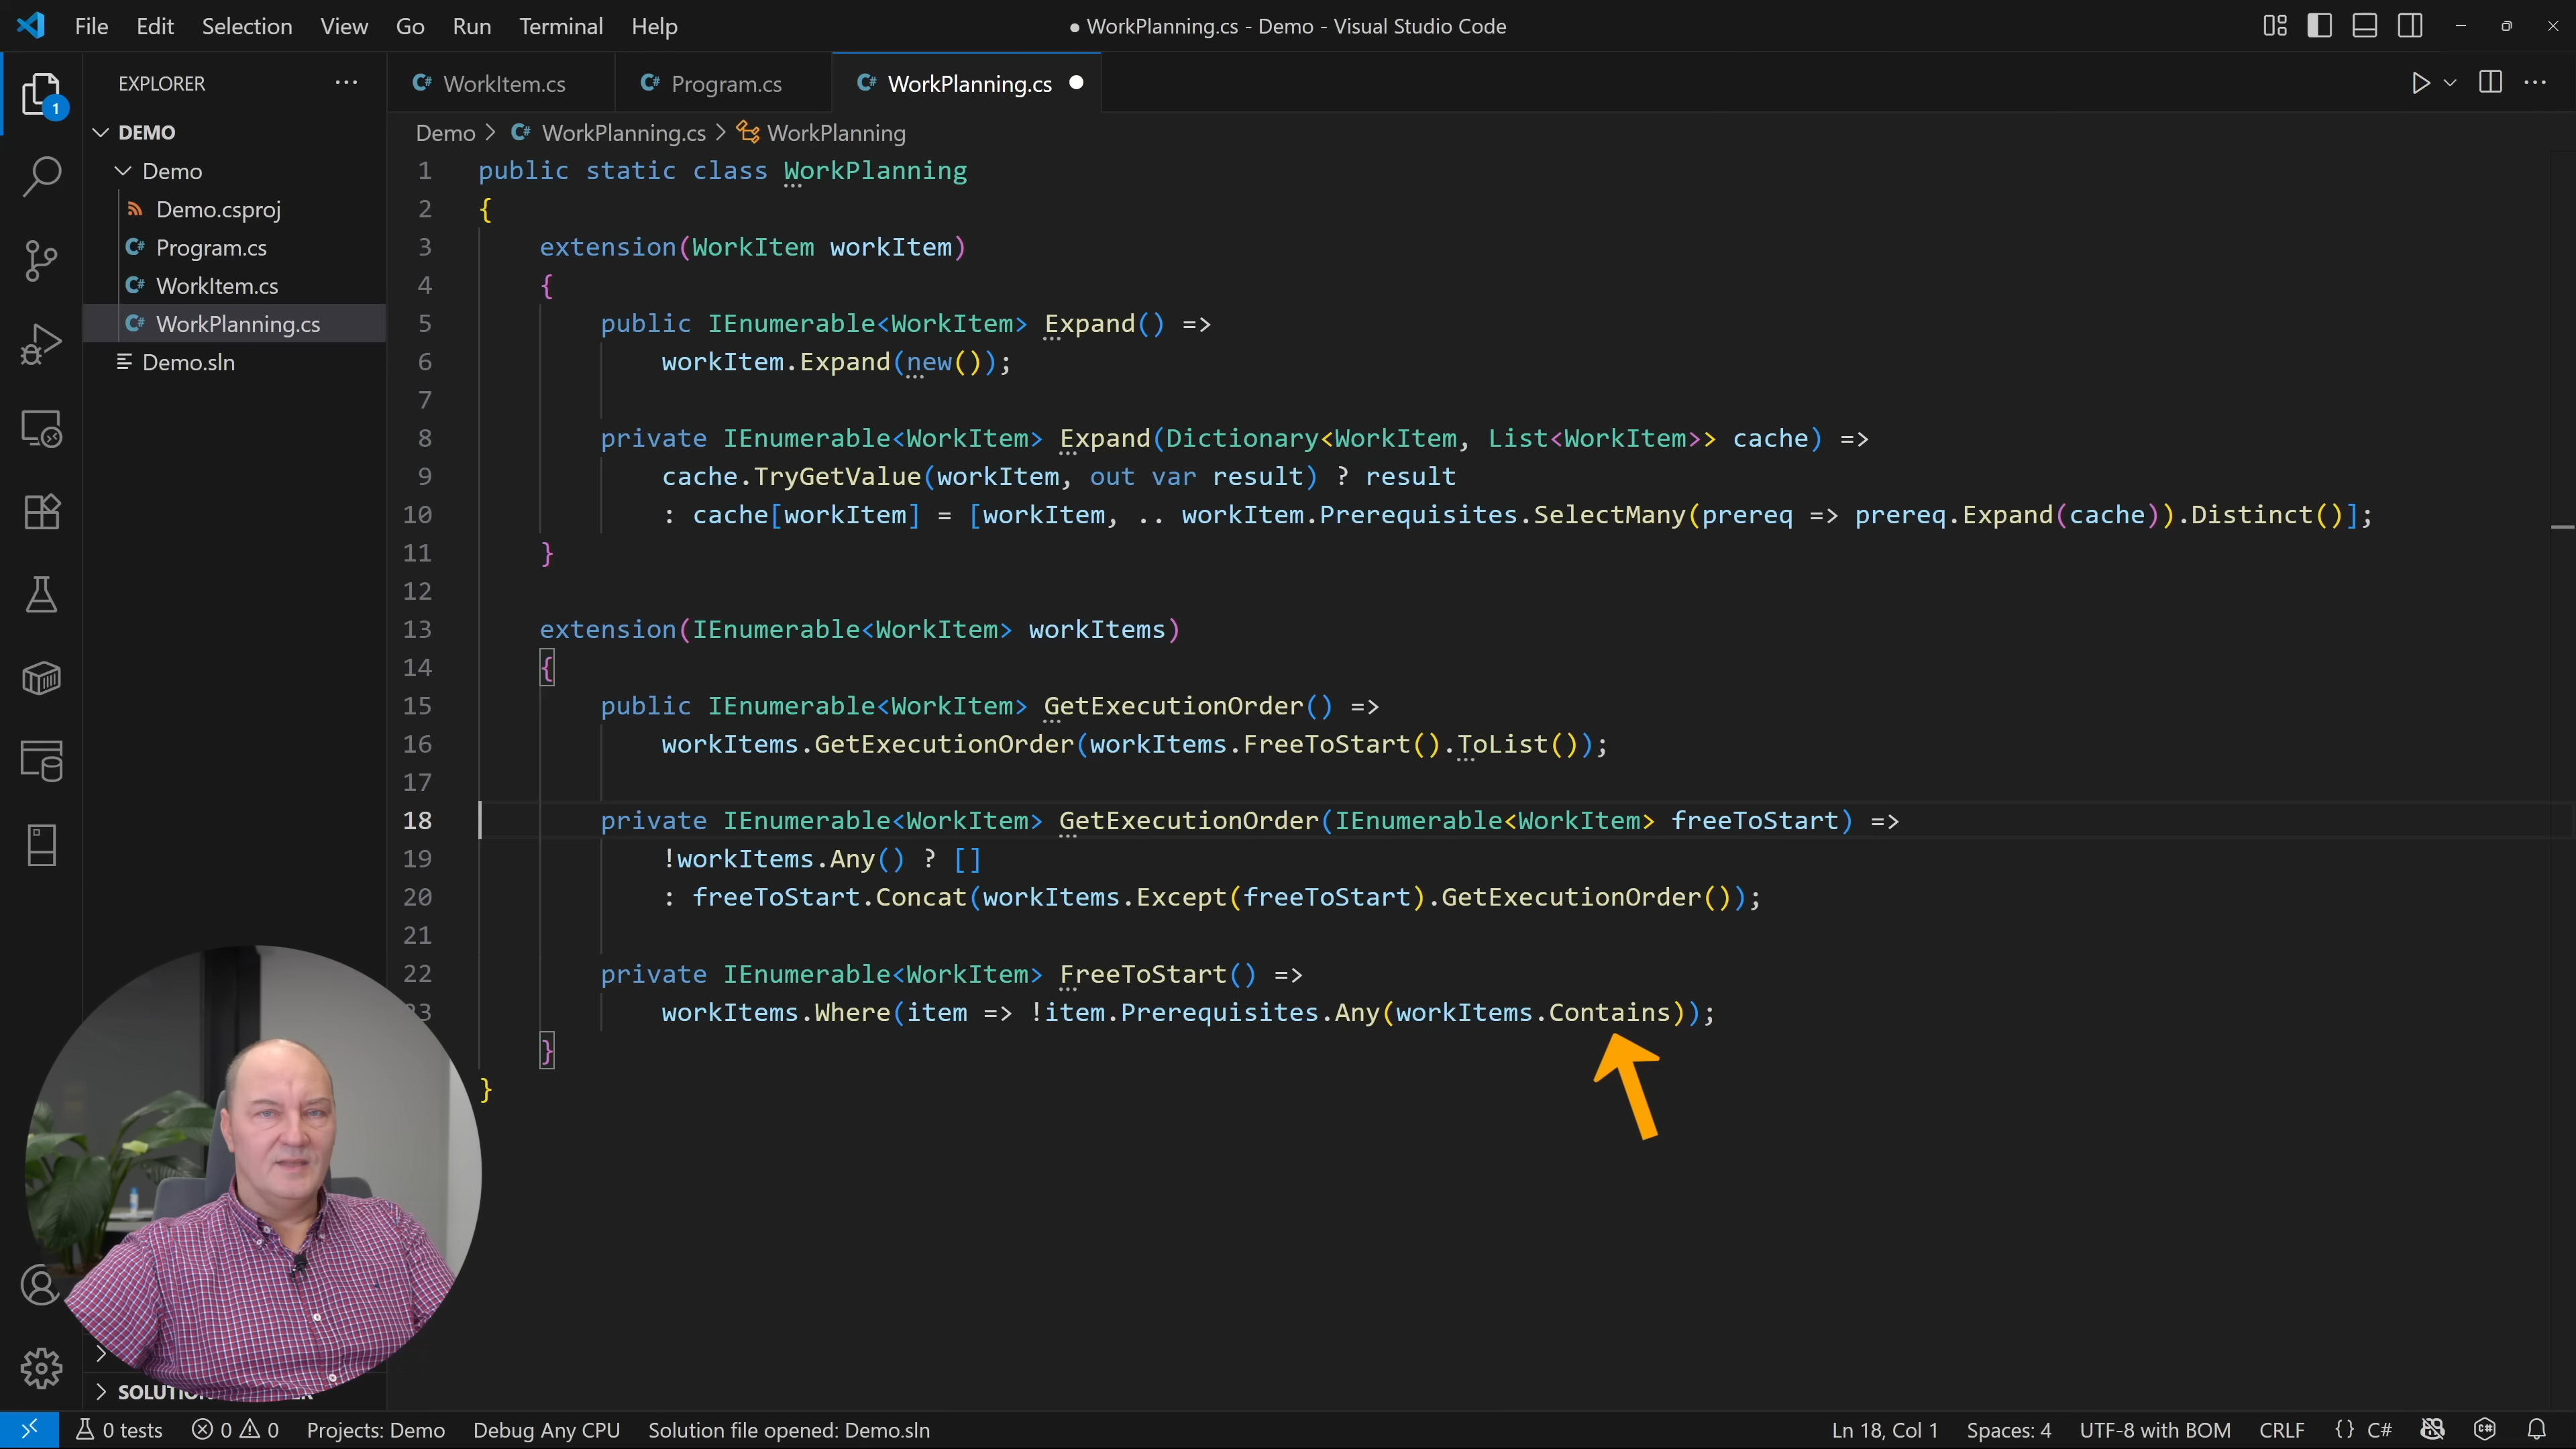 File Edit Selection View Go Run Terminal Help
● WorkPlanning.cs - Demo - Visual Studio Code
EXPLORER
WorkItem.cs
Program.cs
WorkPlanning.cs
1
DEMO
Demo
Demo.csproj
Program.cs
WorkItem.cs
WorkPlanning.cs
Demo.sln
Demo > WorkPlanning.cs > WorkPlanning
1 public static class WorkPlanning
2 {
3 extension(WorkItem workItem)
4 {
5 public IEnumerable<WorkItem> Expand() =>
6 workItem.Expand(new());
7
8 private IEnumerable<WorkItem> Expand(Dictionary<WorkItem, List<WorkItem>> cache) =>
9 cache.TryGetValue(workItem, out var result) ? result
10 : cache[workItem] = [workItem, .. workItem.Prerequisites.SelectMany(prereq => prereq.Expand(cache)).Distinct()];
11 }
12
13 extension(IEnumerable<WorkItem> workItems)
14 {
15 public IEnumerable<WorkItem> GetExecutionOrder() =>
16 workItems.GetExecutionOrder(workItems.FreeToStart().ToList());
17
18 private IEnumerable<WorkItem> GetExecutionOrder(IEnumerable<WorkItem> freeToStart) =>
19 !workItems.Any() ? []
20 : freeToStart.Concat(workItems.Except(freeToStart).GetExecutionOrder());
21
22 private IEnumerable<WorkItem> FreeToStart() =>
3 workItems.Where(item => !item.Prerequisites.Any(workItems.Contains));
}
}
0 tests 0 0 Projects: Demo Debug Any CPU Solution file opened: Demo.sln
Ln 18, Col 1 Spaces: 4 UTF-8 with BOM CRLF {} C#